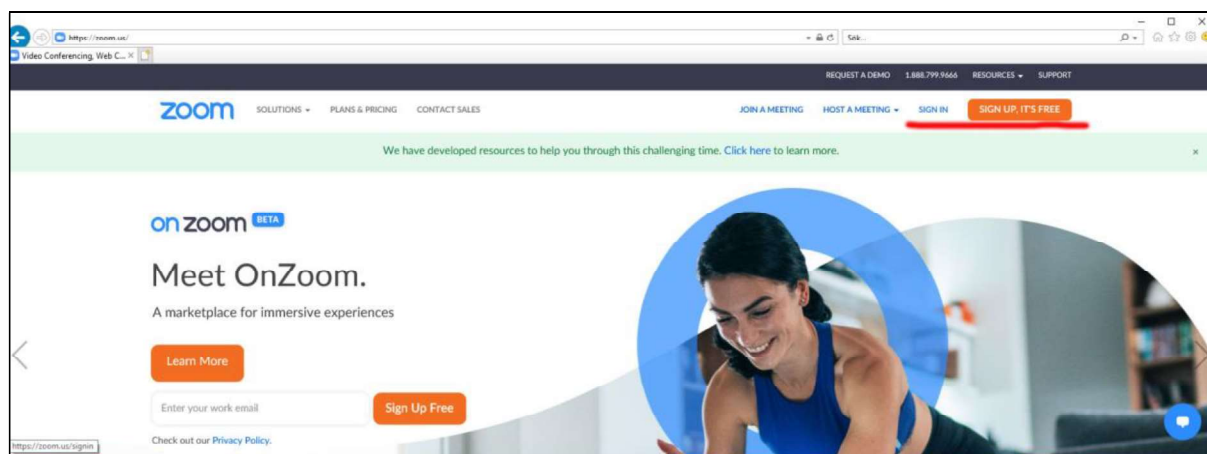 https://zoom.us/
Sök...
Video Conferencing, Web C...
REQUEST A DEMO 1.888.799.9666 RESOURCES SUPPORT
zoom SOLUTIONS PLANS & PRICING CONTACT SALES JOIN A MEETING HOST A MEETING SIGN IN SIGN UP, IT'S FREE
We have developed resources to help you through this challenging time. Click here to learn more.
on zoom BETA
Meet OnZoom.
A marketplace for immersive experiences
Learn More
Enter your work email Sign Up Free
Check out our Privacy Policy.
https://zoom.us/signin